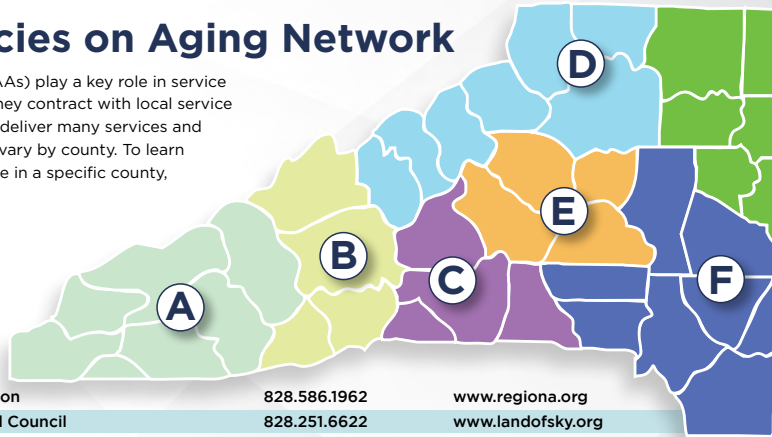 cies on Aging Network
AAs) play a key role in service
hey contract with local service
deliver many services and
vary by county. To learn
e in a specific county,
D
E
B
C
F
A
on 828.586.1962 www.regiona.org
l Council 828.251.6622 www.landofsky.org